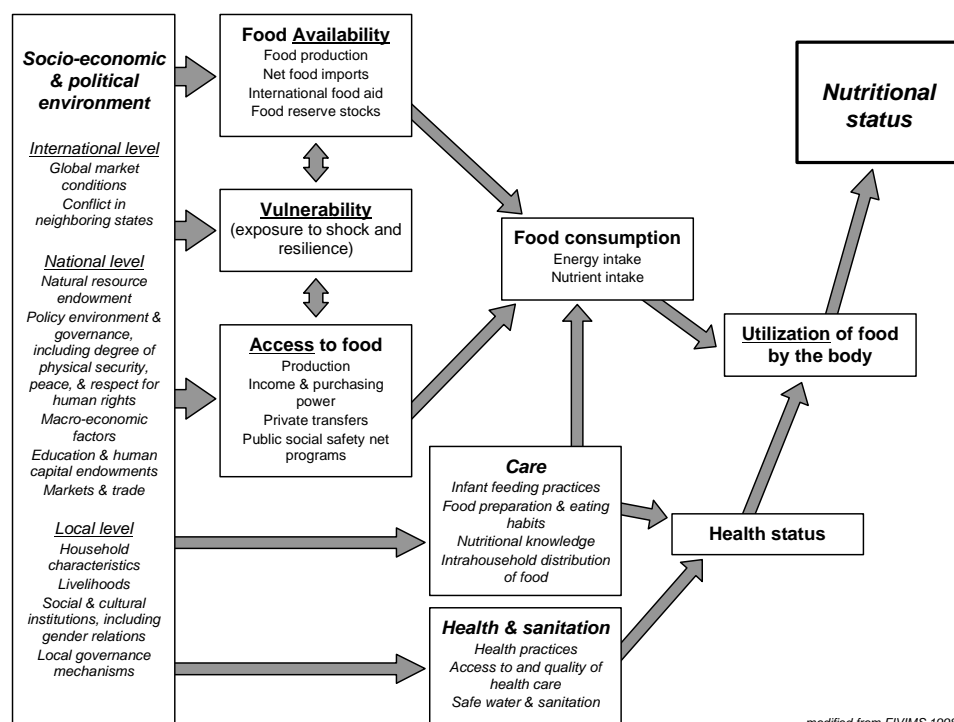 Socio-economic
& political
environment
International level
Global market
conditions
Conflict in
neighboring states
National level
Natural resource
endowment
Policy environment &
governance,
including degree of
physical security,
peace, & respect for
human rights
Macro-economic
factors
Education & human
capital endowments
Markets & trade
Local level
Household
characteristics
Livelihoods
Social & cultural
institutions, including
gender relations
Local governance
mechanisms
Food Availability
Food production
Net food imports
International food aid
Food reserve stocks
Vulnerability
(exposure to shock and
resilience)
Access to food
Production
Income & purchasing
power
Private transfers
Public social safety net
programs
Care
Infant feeding practices
Food preparation & eating
habits
Nutritional knowledge
Intrahousehold distribution
of food
Health & sanitation
Health practices
Access to and quality of
health care
Safe water & sanitation
Food consumption
Energy intake
Nutrient intake
Utilization of food
by the body
Health status
Nutritional
status
modified from FIVIMS